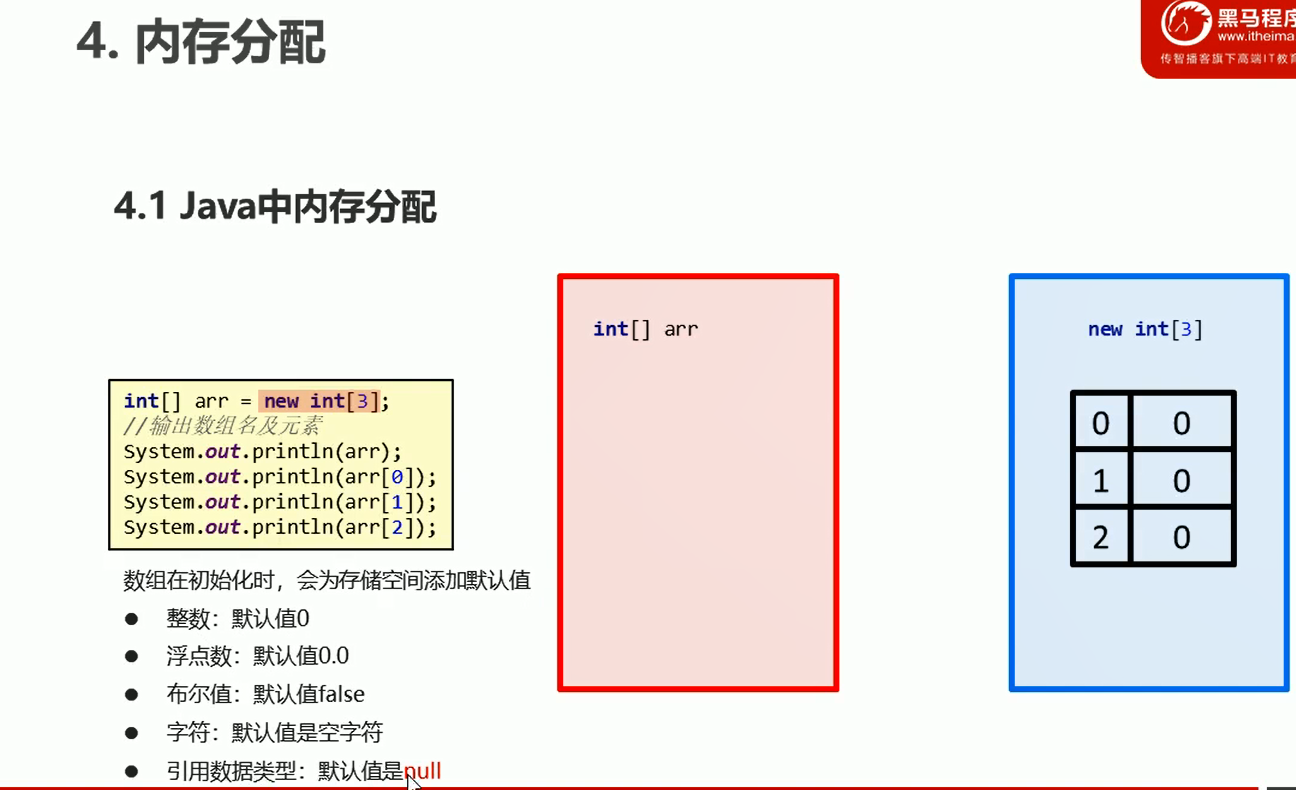 4. 内存分配
黑马程序
www.itheima
传智播客旗下高端IT教育
4.1 Java中内存分配
int[] arr = new int[3];
//输出数组名及元素
System.out.println(arr);
System.out.println(arr[0]);
System.out.println(arr[1]);
System.out.println(arr[2]);
数组在初始化时，会为存储空间添加默认值
● 整数：默认值0
● 浮点数：默认值0.0
● 布尔值：默认值false
● 字符：默认值是空字符
● 引用数据类型：默认值是null
int[] arr
new int[3]
0 0
1 0
2 0